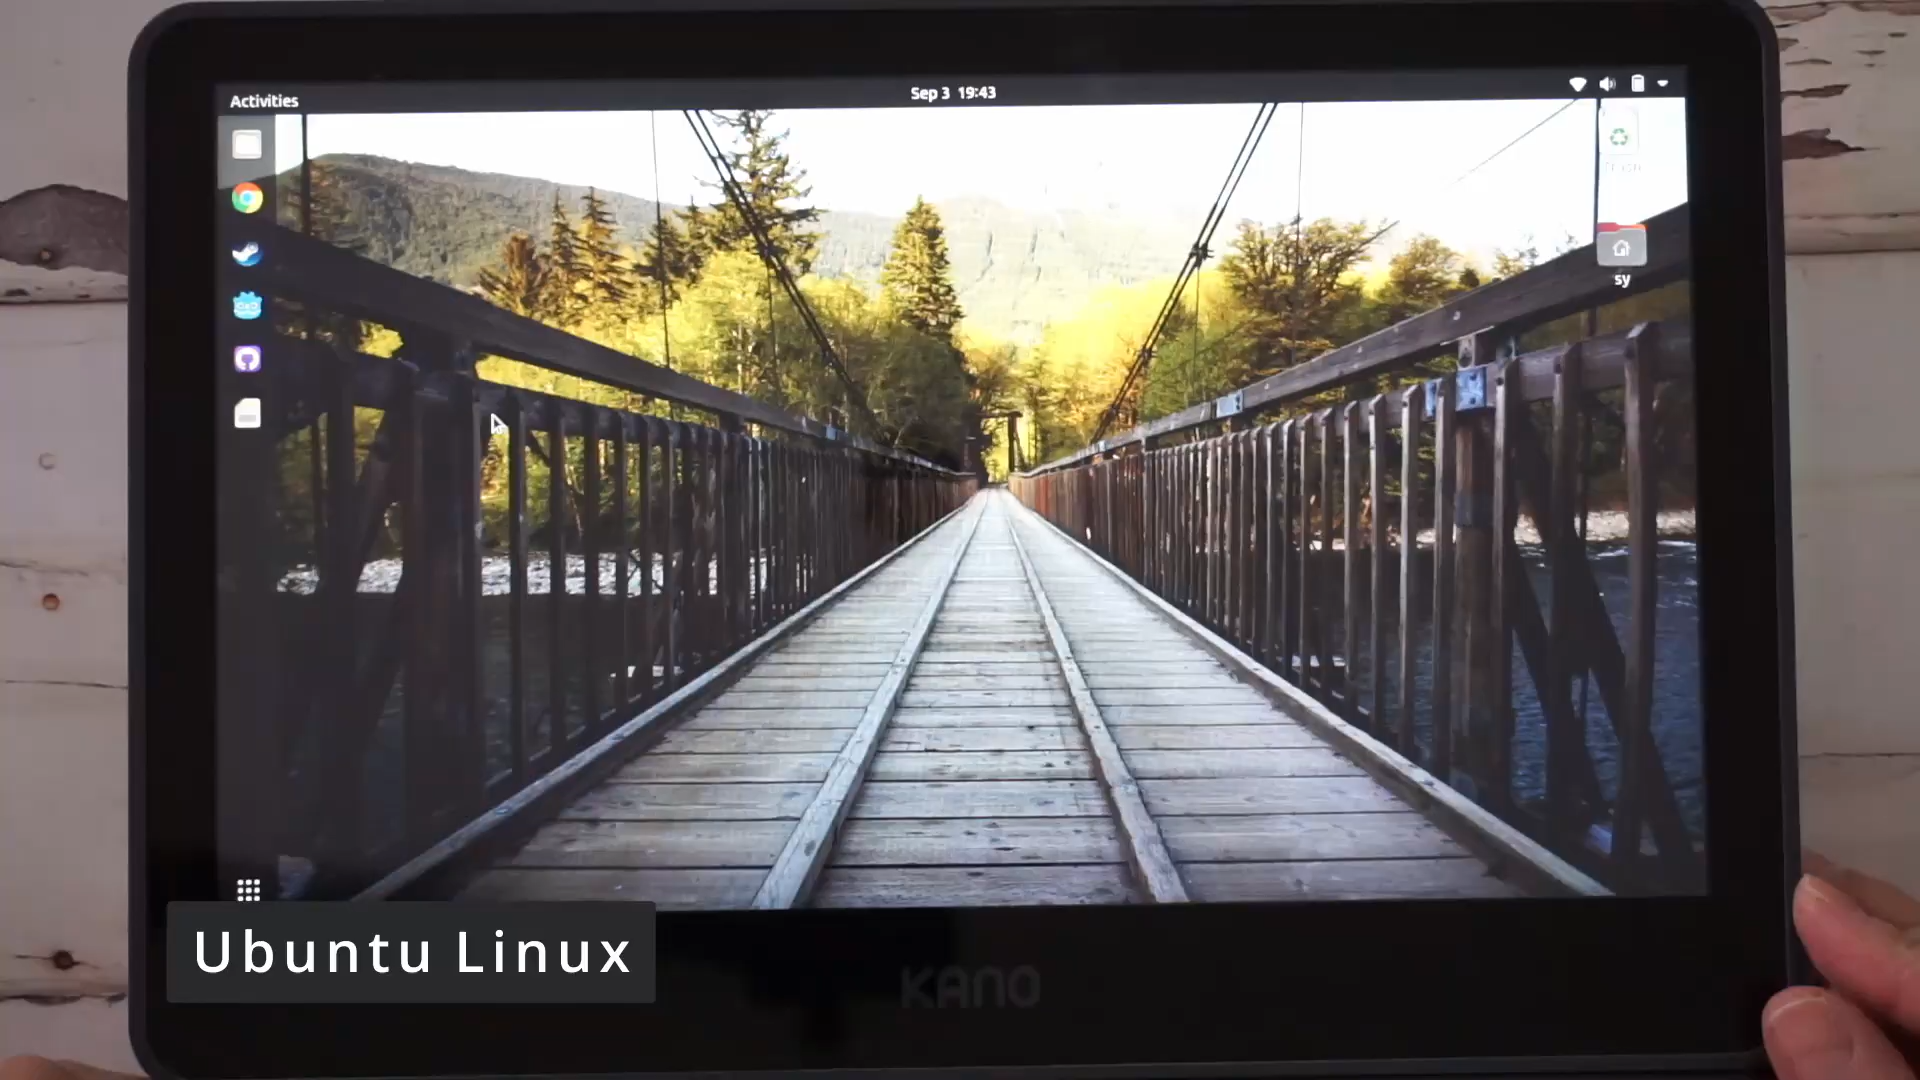 Activities
Sep 3 19:43
sy
Ubuntu Linux
KANO